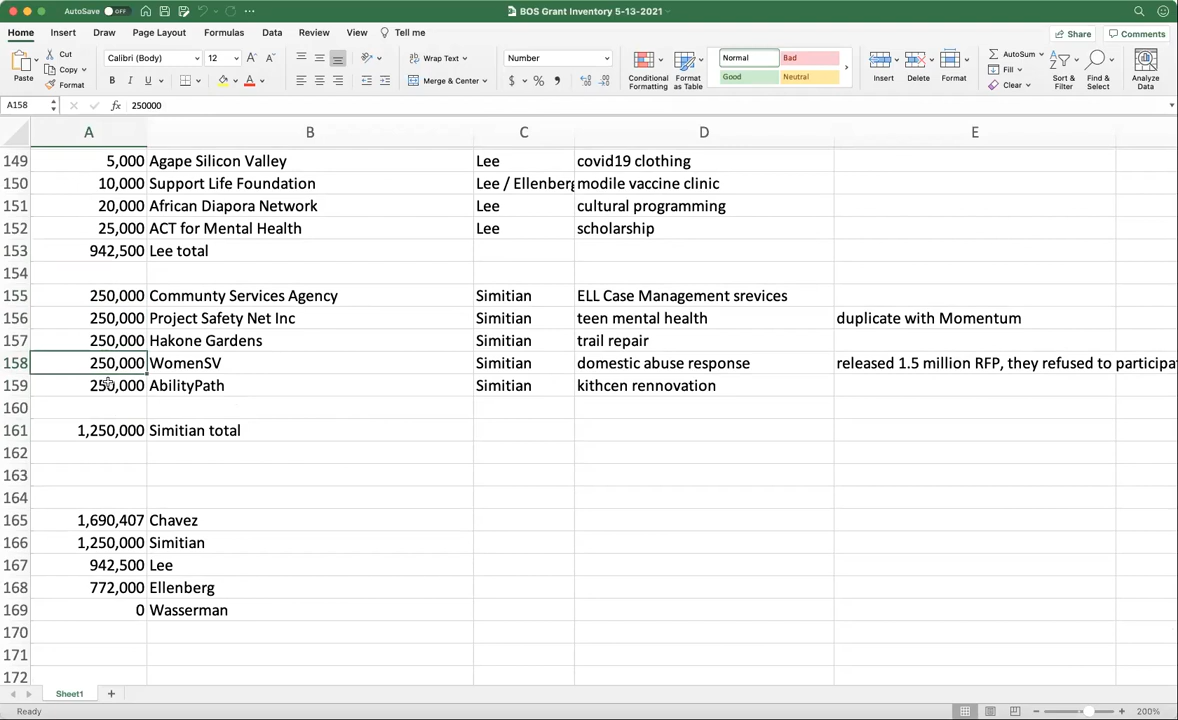 AutoSave OFF BOS Grant Inventory 5-13-2021
Home Insert Draw Page Layout Formulas Data Review View Tell me Share Comments
Paste Cut Copy Format Calibri (Body) 12 A A B I U A Wrap Text Merge & Center Number $ % , Conditional Formatting Format as Table Normal Bad Good Neutral Insert Delete Format AutoSum Fill Clear Sort & Filter Find & Select Analyze Data
A158 fx 250000
A B C D E
149 5,000 Agape Silicon Valley Lee covid19 clothing
150 10,000 Support Life Foundation Lee / Ellenberg modile vaccine clinic
151 20,000 African Diapora Network Lee cultural programming
152 25,000 ACT for Mental Health Lee scholarship
153 942,500 Lee total
154
155 250,000 Communty Services Agency Simitian ELL Case Management srevices
156 250,000 Project Safety Net Inc Simitian teen mental health duplicate with Momentum
157 250,000 Hakone Gardens Simitian trail repair
158 250,000 WomenSV Simitian domestic abuse response released 1.5 million RFP, they refused to participa
159 250,000 AbilityPath Simitian kithcen rennovation
160
161 1,250,000 Simitian total
162
163
164
165 1,690,407 Chavez
166 1,250,000 Simitian
167 942,500 Lee
168 772,000 Ellenberg
169 0 Wasserman
170
171
172
Sheet1 +
Ready 200%